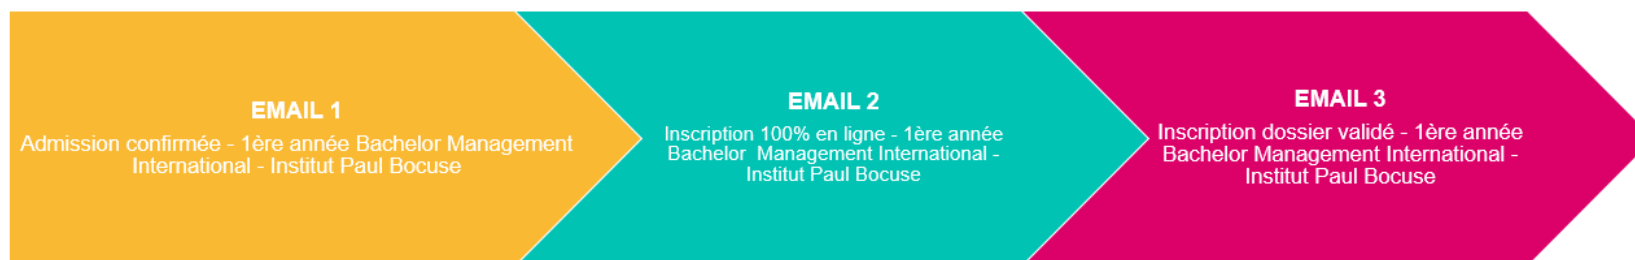 EMAIL 1
Admission confirmée - 1ère année Bachelor Management
International - Institut Paul Bocuse
EMAIL 2
Inscription 100% en ligne - 1ère année
Bachelor  Management International -
Institut Paul Bocuse
EMAIL 3
Inscription dossier validé - 1ère année
Bachelor Management International -
Institut Paul Bocuse